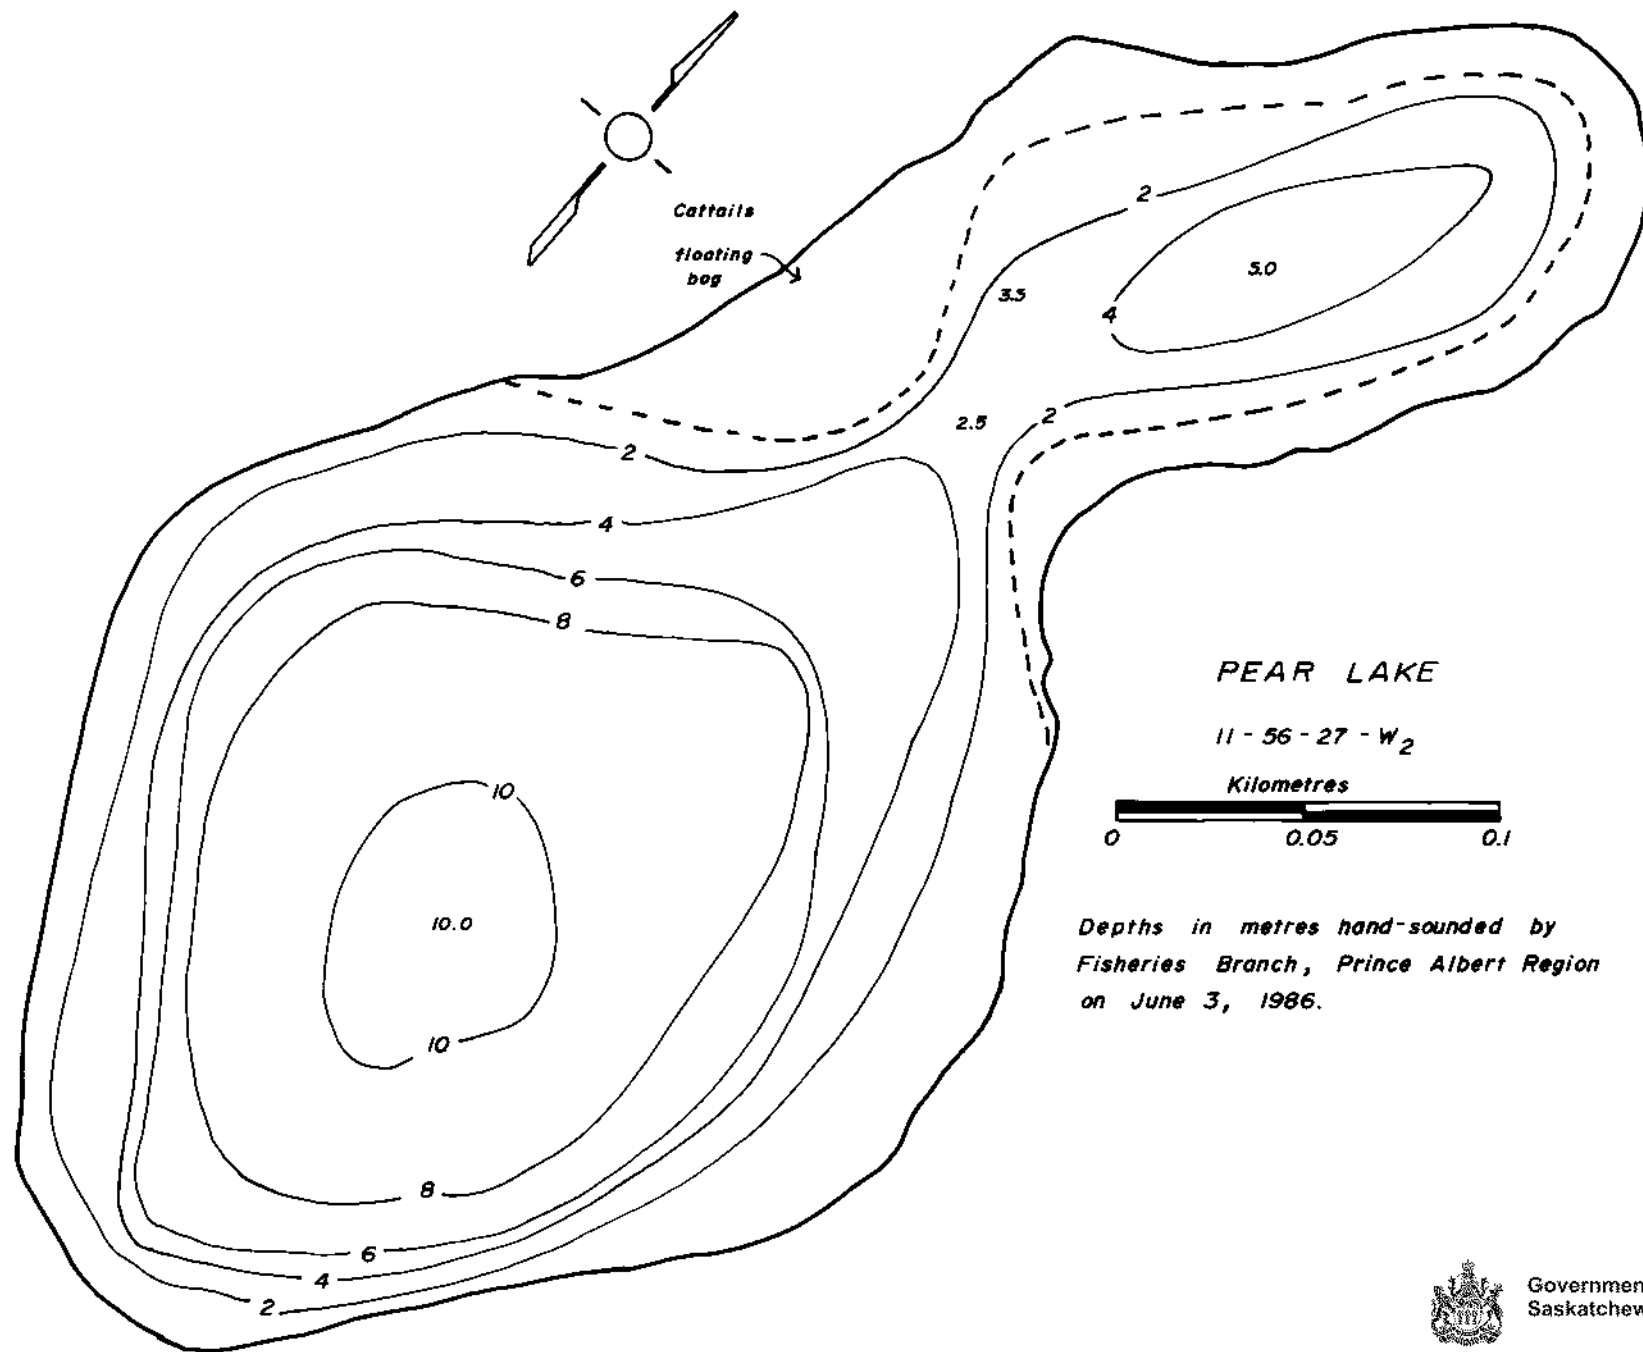 Cattails
floating
bog
2
3.5
5.0
4
2.5
2
2
4
6
8
10
10.0
10
8
6
4
2
PEAR LAKE
11-56-27-W2
Kilometres
0 0.05 0.1
Depths in metres hand-sounded by
Fisheries Branch, Prince Albert Region
on June 3, 1986.
Governmen
Saskatchew